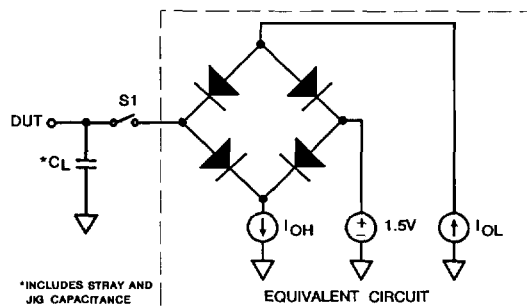 S1
DUT
*CL
IOH
+
−
1.5V
IOL
*INCLUDES STRAY AND
JIG CAPACITANCE
EQUIVALENT CIRCUIT